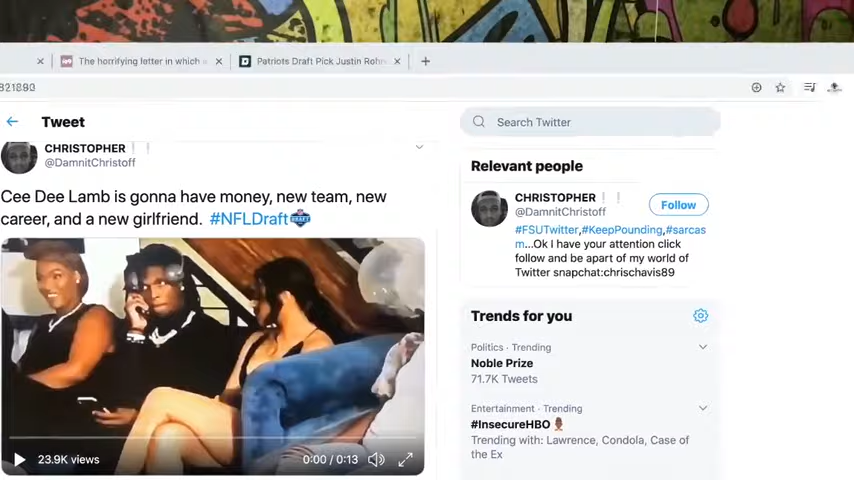 The horrifying letter in which
Patriots Draft Pick Justin Rohr
821890
Tweet
Search Twitter
CHRISTOPHER
@DamnitChristoff
Cee Dee Lamb is gonna have money, new team, new
career, and a new girlfriend. #NFLDraft
23.9K views
0:00 / 0:13
Relevant people
CHRISTOPHER
@DamnitChristoff
Follow
#FSUTwitter,#KeepPounding,#sarcas
m...Ok I have your attention click
follow and be apart of my world of
Twitter snapchat:chrischavis89
Trends for you
Politics · Trending
Noble Prize
71.7K Tweets
Entertainment · Trending
#InsecureHBO
Trending with: Lawrence, Condola, Case of
the Ex